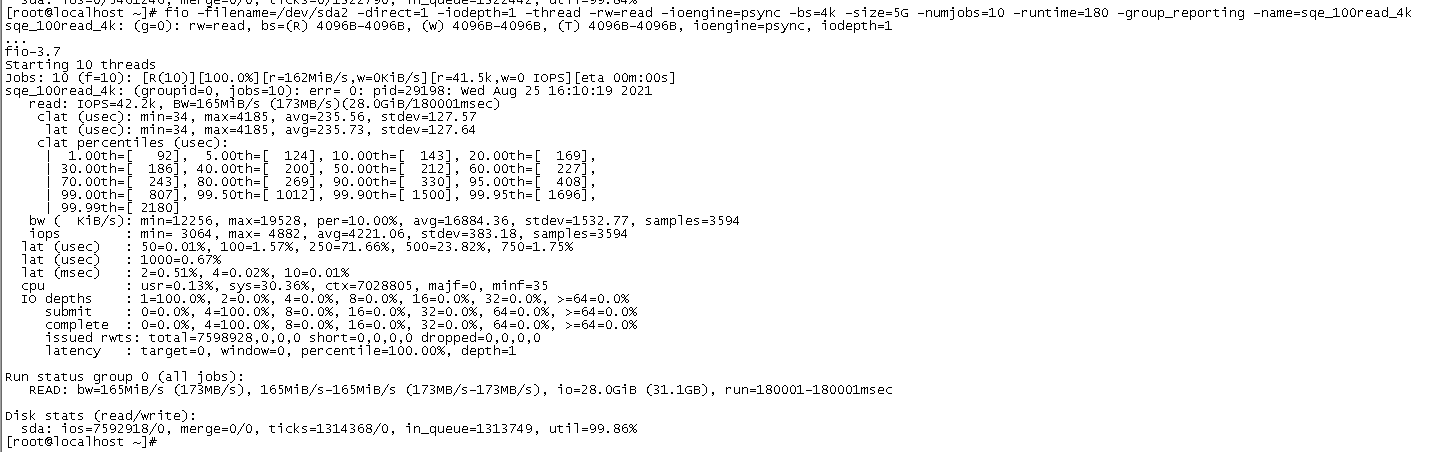 sda: ios=0/5461246, merge=0/0, ticks=0/1322790, in_queue=1322442, util=99.84%
[root@localhost ~]# fio -filename=/dev/sda2 -direct=1 -iodepth=1 -thread -rw=read -ioengine=psync -bs=4k -size=5G -numjobs=10 -runtime=180 -group_reporting -name=sqe_100read_4k
sqe_100read_4k: (g=0): rw=read, bs=(R) 4096B-4096B, (W) 4096B-4096B, (T) 4096B-4096B, ioengine=psync, iodepth=1
...
fio-3.7
Starting 10 threads
Jobs: 10 (f=10): [R(10)][100.0%][r=162MiB/s,w=0KiB/s][r=41.5k,w=0 IOPS][eta 00m:00s]
sqe_100read_4k: (groupid=0, jobs=10): err= 0: pid=29198: Wed Aug 25 16:10:19 2021
read: IOPS=42.2k, BW=165MiB/s (173MB/s)(28.0GiB/180001msec)
clat (usec): min=34, max=4185, avg=235.56, stdev=127.57
lat (usec): min=34, max=4185, avg=235.73, stdev=127.64
clat percentiles (usec):
| 1.00th=[ 92], 5.00th=[ 124], 10.00th=[ 143], 20.00th=[ 169],
| 30.00th=[ 186], 40.00th=[ 200], 50.00th=[ 212], 60.00th=[ 227],
| 70.00th=[ 243], 80.00th=[ 269], 90.00th=[ 330], 95.00th=[ 408],
| 99.00th=[ 807], 99.50th=[ 1012], 99.90th=[ 1500], 99.95th=[ 1696],
| 99.99th=[ 2180]
bw ( KiB/s): min=12256, max=19528, per=10.00%, avg=16884.36, stdev=1532.77, samples=3594
iops : min= 3064, max= 4882, avg=4221.06, stdev=383.18, samples=3594
lat (usec) : 50=0.01%, 100=1.57%, 250=71.66%, 500=23.82%, 750=1.75%
lat (usec) : 1000=0.67%
lat (msec) : 2=0.51%, 4=0.02%, 10=0.01%
cpu : usr=0.13%, sys=30.36%, ctx=7028805, majf=0, minf=35
IO depths : 1=100.0%, 2=0.0%, 4=0.0%, 8=0.0%, 16=0.0%, 32=0.0%, >=64=0.0%
submit : 0=0.0%, 4=100.0%, 8=0.0%, 16=0.0%, 32=0.0%, 64=0.0%, >=64=0.0%
complete : 0=0.0%, 4=100.0%, 8=0.0%, 16=0.0%, 32=0.0%, 64=0.0%, >=64=0.0%
issued rwts: total=7598928,0,0,0 short=0,0,0,0 dropped=0,0,0,0
latency : target=0, window=0, percentile=100.00%, depth=1
Run status group 0 (all jobs):
READ: bw=165MiB/s (173MB/s), 165MiB/s-165MiB/s (173MB/s-173MB/s), io=28.0GiB (31.1GB), run=180001-180001msec
Disk stats (read/write):
sda: ios=7592918/0, merge=0/0, ticks=1314368/0, in_queue=1313749, util=99.86%
[root@localhost ~]#